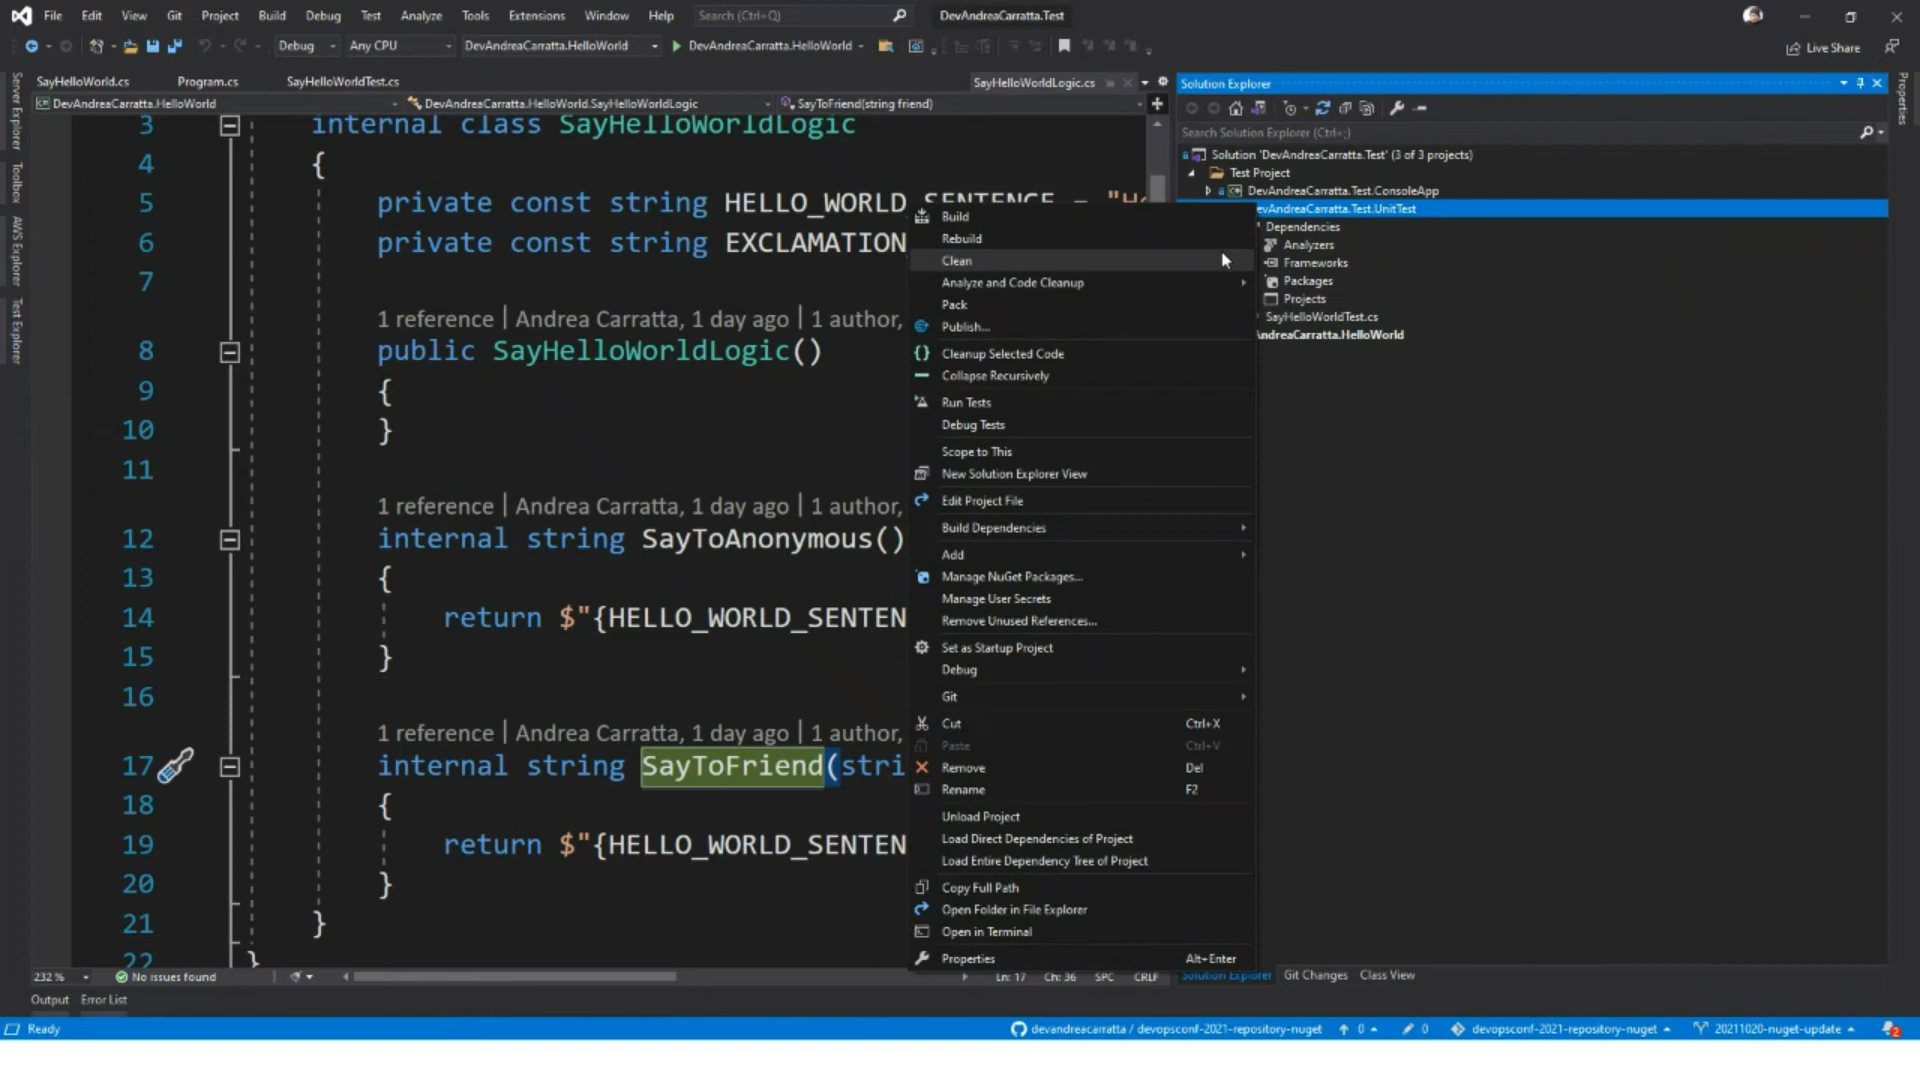 File Edit View Git Project Build Debug Test Analyze Tools Extensions Window Help Search (Ctrl+Q) DevAndreaCarratta.Test
Debug Any CPU DevAndreaCarratta.HelloWorld DevAndreaCarratta.HelloWorld Live Share
SayHelloWorld.cs Program.cs SayHelloWorldTest.cs SayHelloWorldLogic.cs
DevAndreaCarratta.HelloWorld DevAndreaCarratta.HelloWorld.SayHelloWorldLogic SayToFriend(string friend)
Server Explorer
Toolbox
AWS Explorer
Test Explorer
3 internal class SayHelloWorldLogic
4 {
5 private const string HELLO_WORLD_SENTENCE = "He
6 private const string EXCLAMATION
7
1 reference | Andrea Carratta, 1 day ago | 1 author,
8 public SayHelloWorldLogic()
9 {
10 }
11
1 reference | Andrea Carratta, 1 day ago | 1 author,
12 internal string SayToAnonymous()
13 {
14 return $"{HELLO_WORLD_SENTEN
15 }
16
1 reference | Andrea Carratta, 1 day ago | 1 author,
17 internal string SayToFriend(stri
18 {
19 return $"{HELLO_WORLD_SENTEN
20 }
21 }
22 }
Build
Rebuild
Clean
Analyze and Code Cleanup
Pack
Publish...
Cleanup Selected Code
Collapse Recursively
Run Tests
Debug Tests
Scope to This
New Solution Explorer View
Edit Project File
Build Dependencies
Add
Manage NuGet Packages...
Manage User Secrets
Remove Unused References...
Set as Startup Project
Debug
Git
Cut Ctrl+X
Paste Ctrl+V
Remove Del
Rename F2
Unload Project
Load Direct Dependencies of Project
Load Entire Dependency Tree of Project
Copy Full Path
Open Folder in File Explorer
Open in Terminal
Properties Alt+Enter
Solution Explorer
Search Solution Explorer (Ctrl+;)
Solution 'DevAndreaCarratta.Test' (3 of 3 projects)
Test Project
DevAndreaCarratta.Test.ConsoleApp
evAndreaCarratta.Test.UnitTest
Dependencies
Analyzers
Frameworks
Packages
Projects
SayHelloWorldTest.cs
AndreaCarratta.HelloWorld
Properties
232 % No issues found Ln: 17 Ch: 36 SPC CRLF
Solution Explorer Git Changes Class View
Output Error List
Ready devandreacarratta / devopsconf-2021-repository-nuget 0 0 devopsconf-2021-repository-nuget 20211020-nuget-update 2